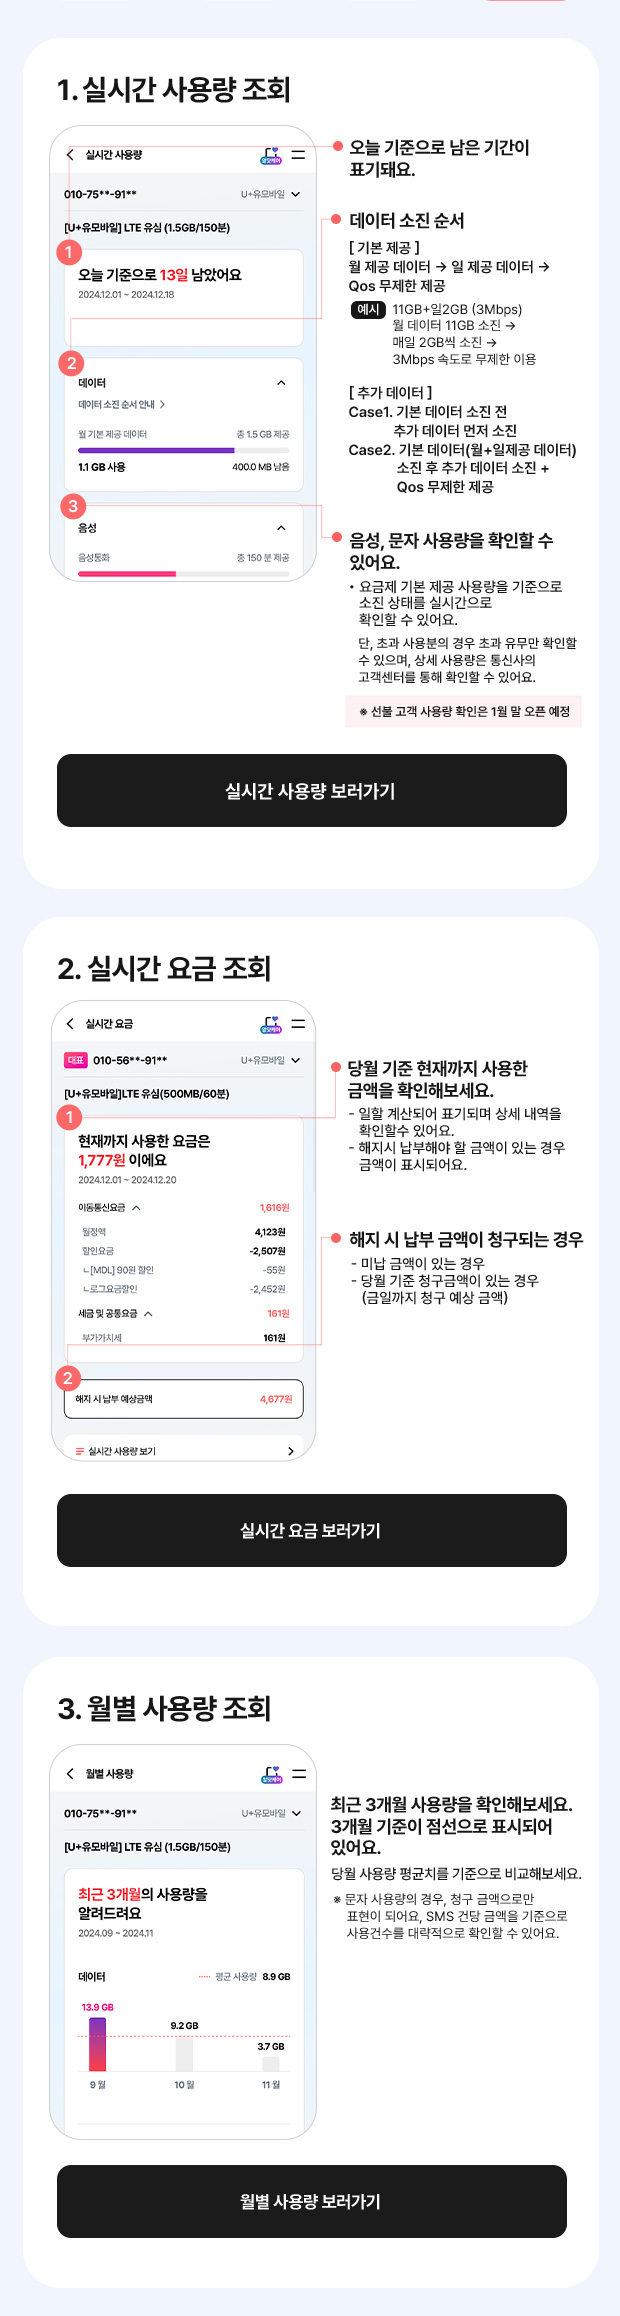 1. 실시간 사용량 조회
실시간 사용량
알닷케어
010-75**-91**
U+유모바일
[U+유모바일] LTE 유심 (1.5GB/150분)
1
오늘 기준으로 13일 남았어요
2024.12.01 ~ 2024.12.18
2
데이터
데이터 소진 순서 안내 >
월 기본 제공 데이터
총 1.5 GB 제공
1.1 GB 사용
400.0 MB 남음
3
음성
음성통화
총 150 분 제공
오늘 기준으로 남은 기간이
표기돼요.
데이터 소진 순서
[ 기본 제공 ]
월 제공 데이터 → 일 제공 데이터 →
Qos 무제한 제공
예시 11GB+일2GB (3Mbps)
월 데이터 11GB 소진 →
매일 2GB씩 소진 →
3Mbps 속도로 무제한 이용
[ 추가 데이터 ]
Case1. 기본 데이터 소진 전
추가 데이터 먼저 소진
Case2. 기본 데이터(월+일제공 데이터)
소진 후 추가 데이터 소진 +
Qos 무제한 제공
음성, 문자 사용량을 확인할 수
있어요.
• 요금제 기본 제공 사용량을 기준으로
소진 상태를 실시간으로
확인할 수 있어요.
단, 초과 사용분의 경우 초과 유무만 확인할
수 있으며, 상세 사용량은 통신사의
고객센터를 통해 확인할 수 있어요.
※ 선불 고객 사용량 확인은 1월 말 오픈 예정
실시간 사용량 보러가기
2. 실시간 요금 조회
실시간 요금
알닷케어
대표 010-56**-91**
U+유모바일
[U+유모바일]LTE 유심(500MB/60분)
1
현재까지 사용한 요금은
1,777원 이에요
2024.12.01 ~ 2024.12.20
이동통신요금
1,616원
월정액
4,123원
할인요금
-2,507원
ㄴ[MDL] 90원 할인
-55원
ㄴ로그요금할인
-2,452원
세금 및 공통요금
161원
부가가치세
161원
2
해지 시 납부 예상금액
4,677원
실시간 사용량 보기
당월 기준 현재까지 사용한
금액을 확인해보세요.
- 일할 계산되어 표기되며 상세 내역을
확인할수 있어요.
- 해지시 납부해야 할 금액이 있는 경우
금액이 표시되어요.
해지 시 납부 금액이 청구되는 경우
- 미납 금액이 있는 경우
- 당월 기준 청구금액이 있는 경우
(금일까지 청구 예상 금액)
실시간 요금 보러가기
3. 월별 사용량 조회
월별 사용량
알닷케어
010-75**-91**
U+유모바일
[U+유모바일] LTE 유심 (1.5GB/150분)
최근 3개월의 사용량을
알려드려요
2024.09 ~ 2024.11
데이터
평균 사용량 8.9 GB
13.9 GB
9.2 GB
3.7 GB
9 월
10 월
11 월
최근 3개월 사용량을 확인해보세요.
3개월 기준이 점선으로 표시되어
있어요.
당월 사용량 평균치를 기준으로 비교해보세요.
※ 문자 사용량의 경우, 청구 금액으로만
표현이 되어요, SMS 건당 금액을 기준으로
사용건수를 대략적으로 확인할 수 있어요.
월별 사용량 보러가기